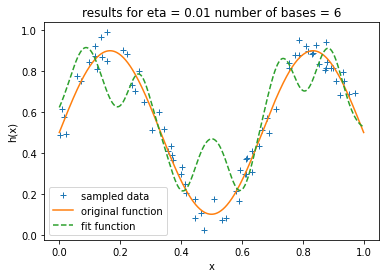 results for eta = 0.01 number of bases = 6
h(x)
1.0
0.8
0.6
0.4
0.2
0.0
sampled data
original function
fit function
0.0 0.2 0.4 0.6 0.8 1.0
x